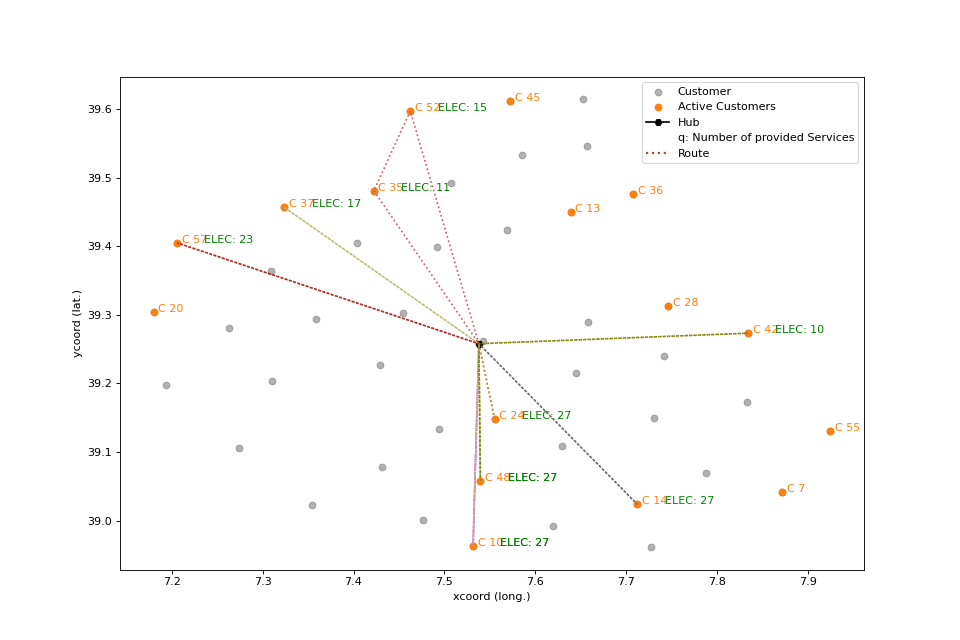 Customer
Active Customers
Hub
q: Number of provided Services
Route
C 45
C 52 ELEC: 15
C 36
C 35 ELEC: 11
C 37 ELEC: 17
C 13
C 57 ELEC: 23
C 20
C 28
C 42 ELEC: 10
C 24 ELEC: 27
C 55
C 48 ELEC: 27
C 7
C 14 ELEC: 27
C 10 ELEC: 27
39.6
39.5
39.4
39.3
39.2
39.1
39.0
ycoord (lat.)
7.2 7.3 7.4 7.5 7.6 7.7 7.8 7.9
xcoord (long.)